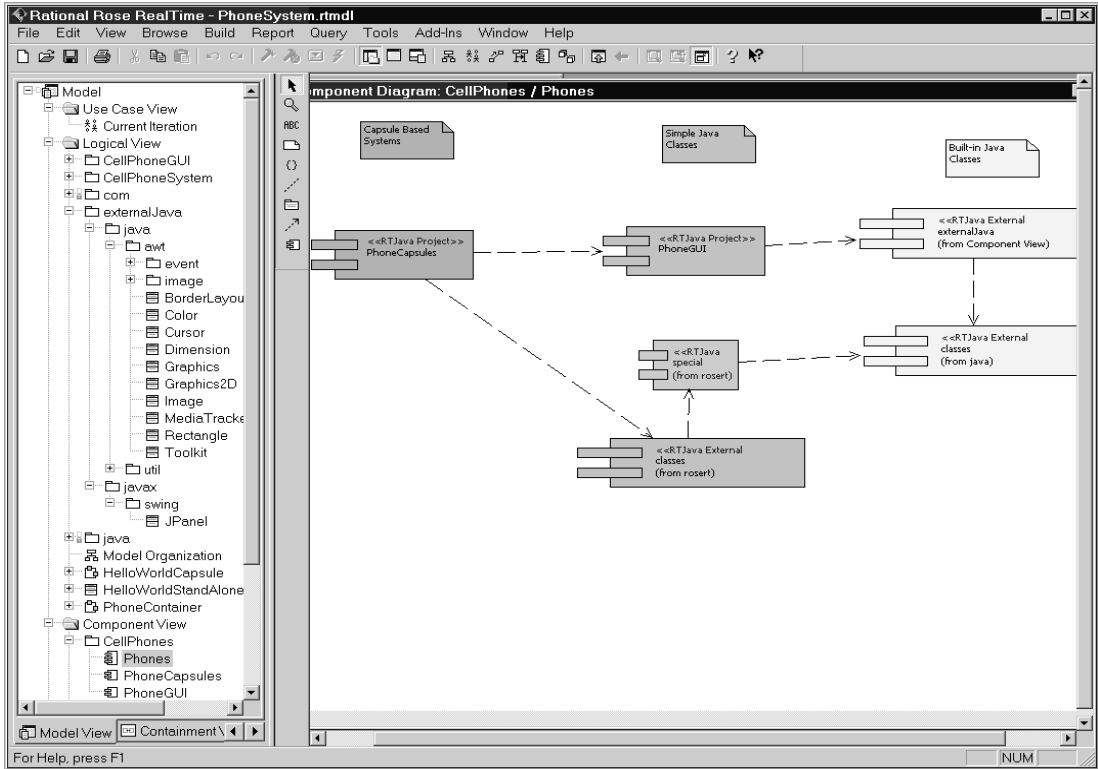 Rational Rose RealTime - PhoneSystem.rtmdl
File Edit View Browse Build Report Query Tools Add-Ins Window Help
ABC
Model
Use Case View
Current Iteration
Logical View
CellPhoneGUI
CellPhoneSystem
com
externalJava
java
awt
event
image
BorderLayou
Color
Cursor
Dimension
Graphics
Graphics2D
Image
MediaTracke
Rectangle
Toolkit
util
javax
swing
JPanel
java
Model Organization
HelloWorldCapsule
HelloWorldStandAlone
PhoneContainer
Component View
CellPhones
Phones
PhoneCapsules
PhoneGUI
Model View Containment\
mponent Diagram: CellPhones / Phones
Capsule Based
Systems
Simple Java
Classes
Built-in Java
Classes
<<RTJava Project>>
PhoneCapsules
<<RTJava Project>>
PhoneGUI
<<RTJava External
externalJava
(from Component View)
<<RTJava
special
(from rosert)
<<RTJava External
classes
(from java)
<<RTJava External
classes
(from rosert)
For Help, press F1
NUM